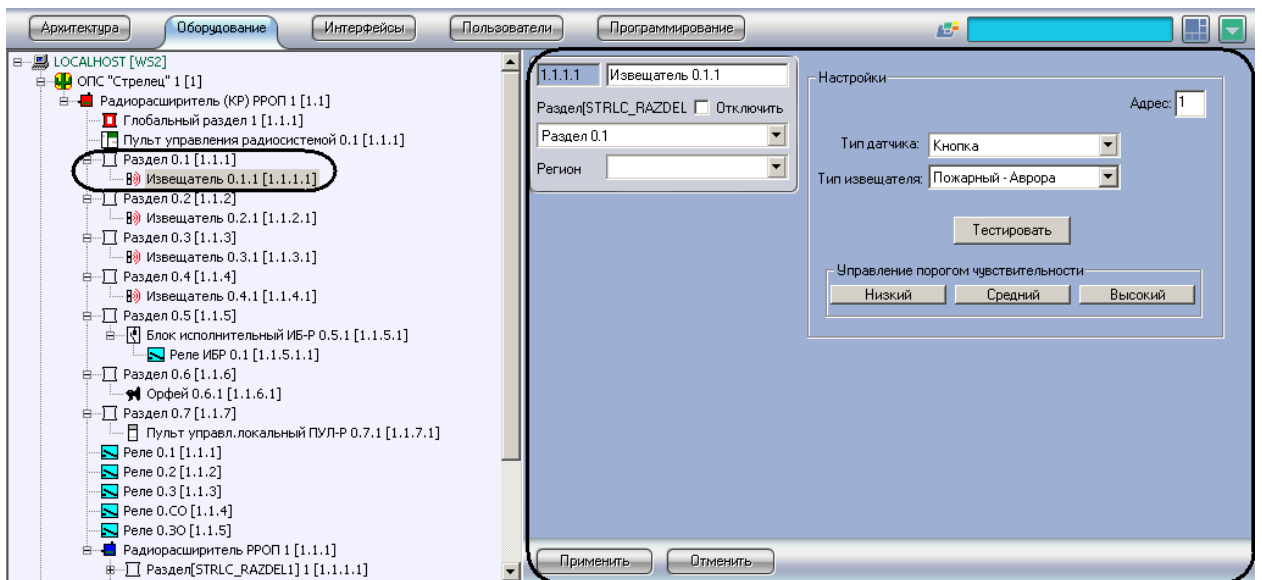 Архитектура Оборудование Интерфейсы Пользователи Программирование
LOCALHOST [WS2]
ОПС "Стрелец" 1 [1]
Радиорасширитель (КР) РРОП 1 [1.1]
Глобальный раздел 1 [1.1.1]
Пульт управления радиосистемой 0.1 [1.1.1]
Раздел 0.1 [1.1.1]
Извещатель 0.1.1 [1.1.1.1]
Раздел 0.2 [1.1.2]
Извещатель 0.2.1 [1.1.2.1]
Раздел 0.3 [1.1.3]
Извещатель 0.3.1 [1.1.3.1]
Раздел 0.4 [1.1.4]
Извещатель 0.4.1 [1.1.4.1]
Раздел 0.5 [1.1.5]
Блок исполнительный ИБ-Р 0.5.1 [1.1.5.1]
Реле ИБР 0.1 [1.1.5.1.1]
Раздел 0.6 [1.1.6]
Орфей 0.6.1 [1.1.6.1]
Раздел 0.7 [1.1.7]
Пульт управл.локальный ПУЛ-Р 0.7.1 [1.1.7.1]
Реле 0.1 [1.1.1]
Реле 0.2 [1.1.2]
Реле 0.3 [1.1.3]
Реле 0.СО [1.1.4]
Реле 0.ЗО [1.1.5]
Радиорасширитель РРОП 1 [1.1.1]
Раздел[STRLC_RAZDEL1] 1 [1.1.1.1]
1.1.1.1 Извещатель 0.1.1
Раздел[STRLC_RAZDEL Отключить
Раздел 0.1
Регион
Настройки
Адрес: 1
Тип датчика: Кнопка
Тип извещателя: Пожарный - Аврора
Тестировать
Управление порогом чувствительности
Низкий Средний Высокий
Применить Отменить